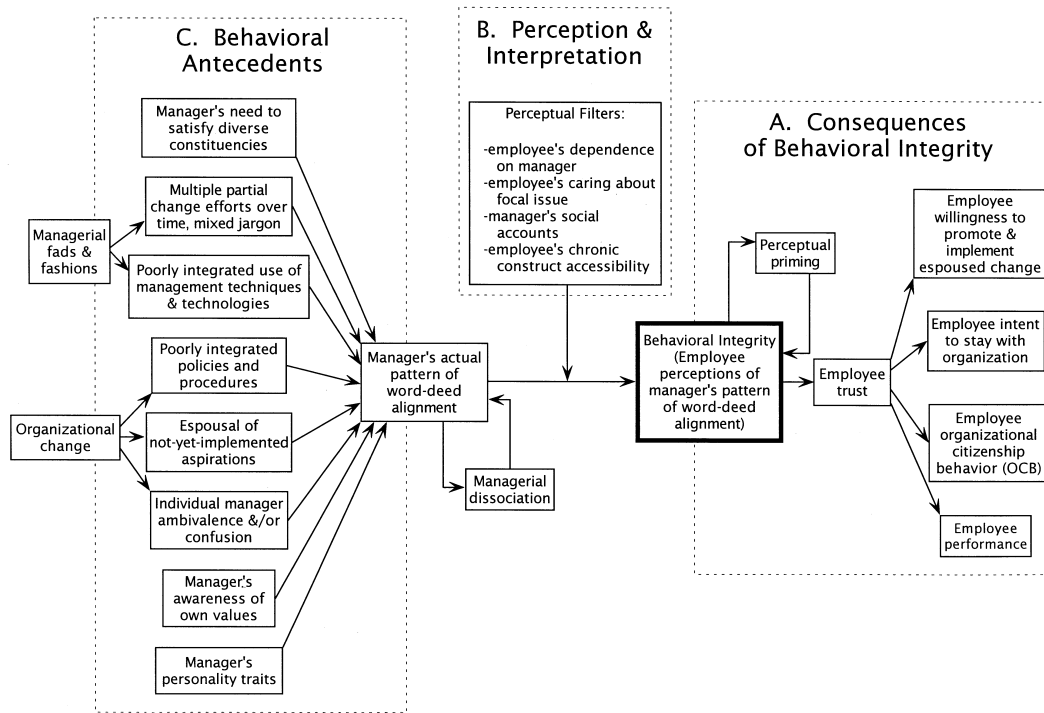 C. Behavioral
Antecedents
Manager's need to
satisfy diverse
constituencies
Multiple partial
change efforts over
time, mixed jargon
Managerial
fads &
fashions
Poorly integrated use of
management techniques
& technologies
Poorly integrated
policies and
procedures
Organizational
change
Espousal of
not-yet-implemented
aspirations
Individual manager
ambivalence &/or
confusion
Manager's
awareness of
own values
Manager's
personality traits
Manager's actual
pattern of
word-deed
alignment
Managerial
dissociation
B. Perception &
Interpretation
Perceptual Filters:
-employee's dependence
on manager
-employee's caring about
focal issue
-manager's social
accounts
-employee's chronic
construct accessibility
A. Consequences
of Behavioral Integrity
Perceptual
priming
Behavioral Integrity
(Employee
perceptions of
manager's pattern
of word-deed
alignment)
Employee
trust
Employee
willingness to
promote &
implement
espoused change
Employee intent
to stay with
organization
Employee
organizational
citizenship
behavior (OCB)
Employee
performance